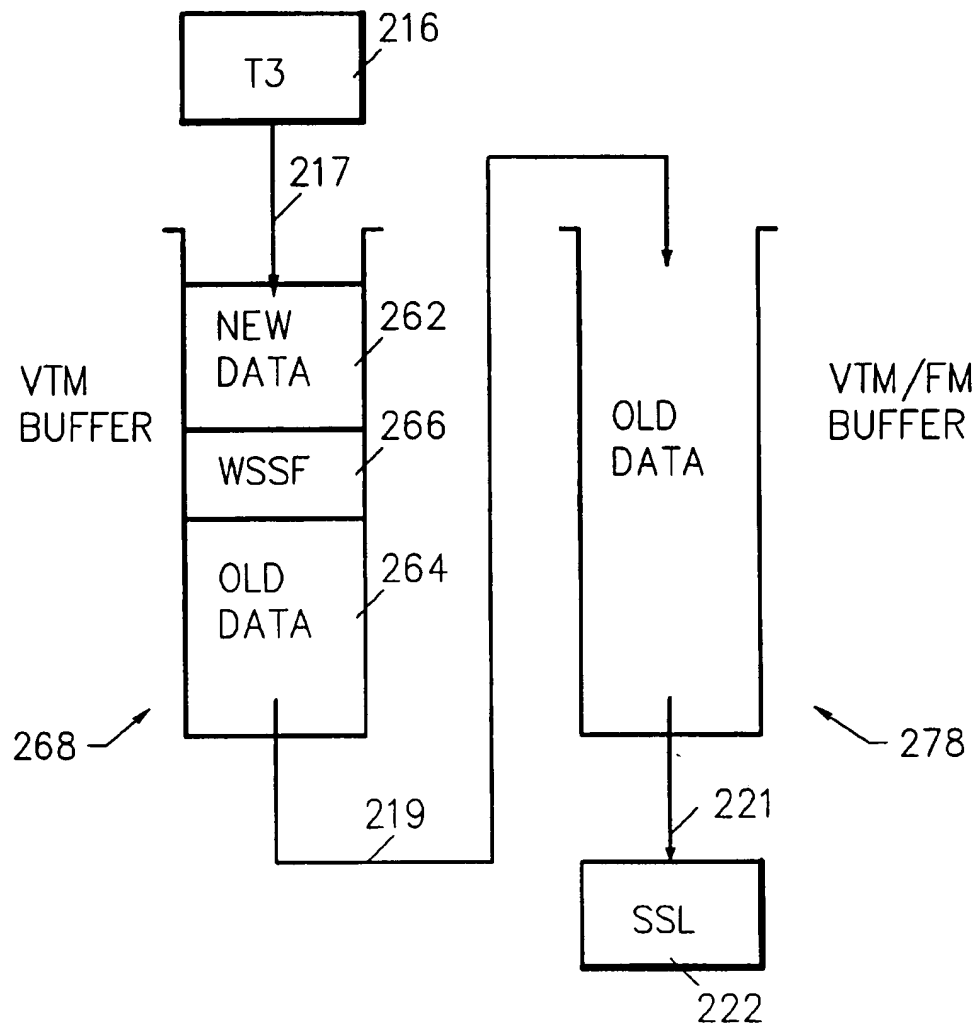 216
T3
217
NEW
DATA
262
VTM
BUFFER
266
WSSF
OLD
DATA
264
268
219
OLD
DATA
VTM/FM
BUFFER
278
221
SSL
222